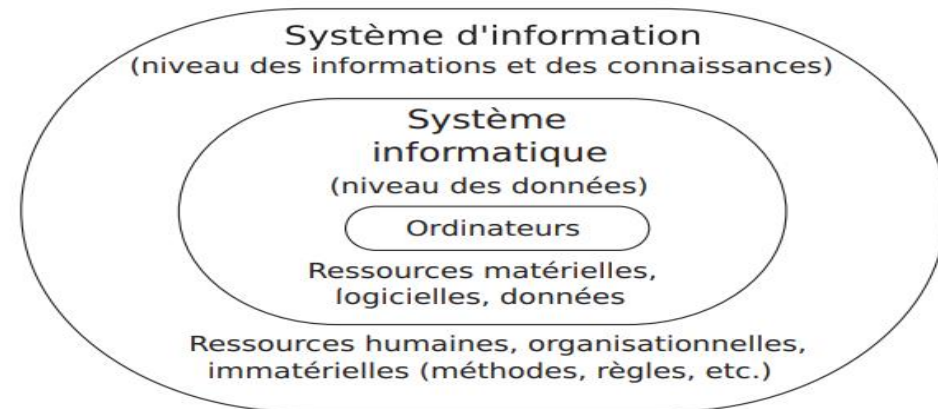 Système d'information
(niveau des informations et des connaissances)
Système
informatique
(niveau des données)
Ordinateurs
Ressources matérielles,
logicielles, données
Ressources humaines, organisationnelles,
immatérielles (méthodes, règles, etc.)